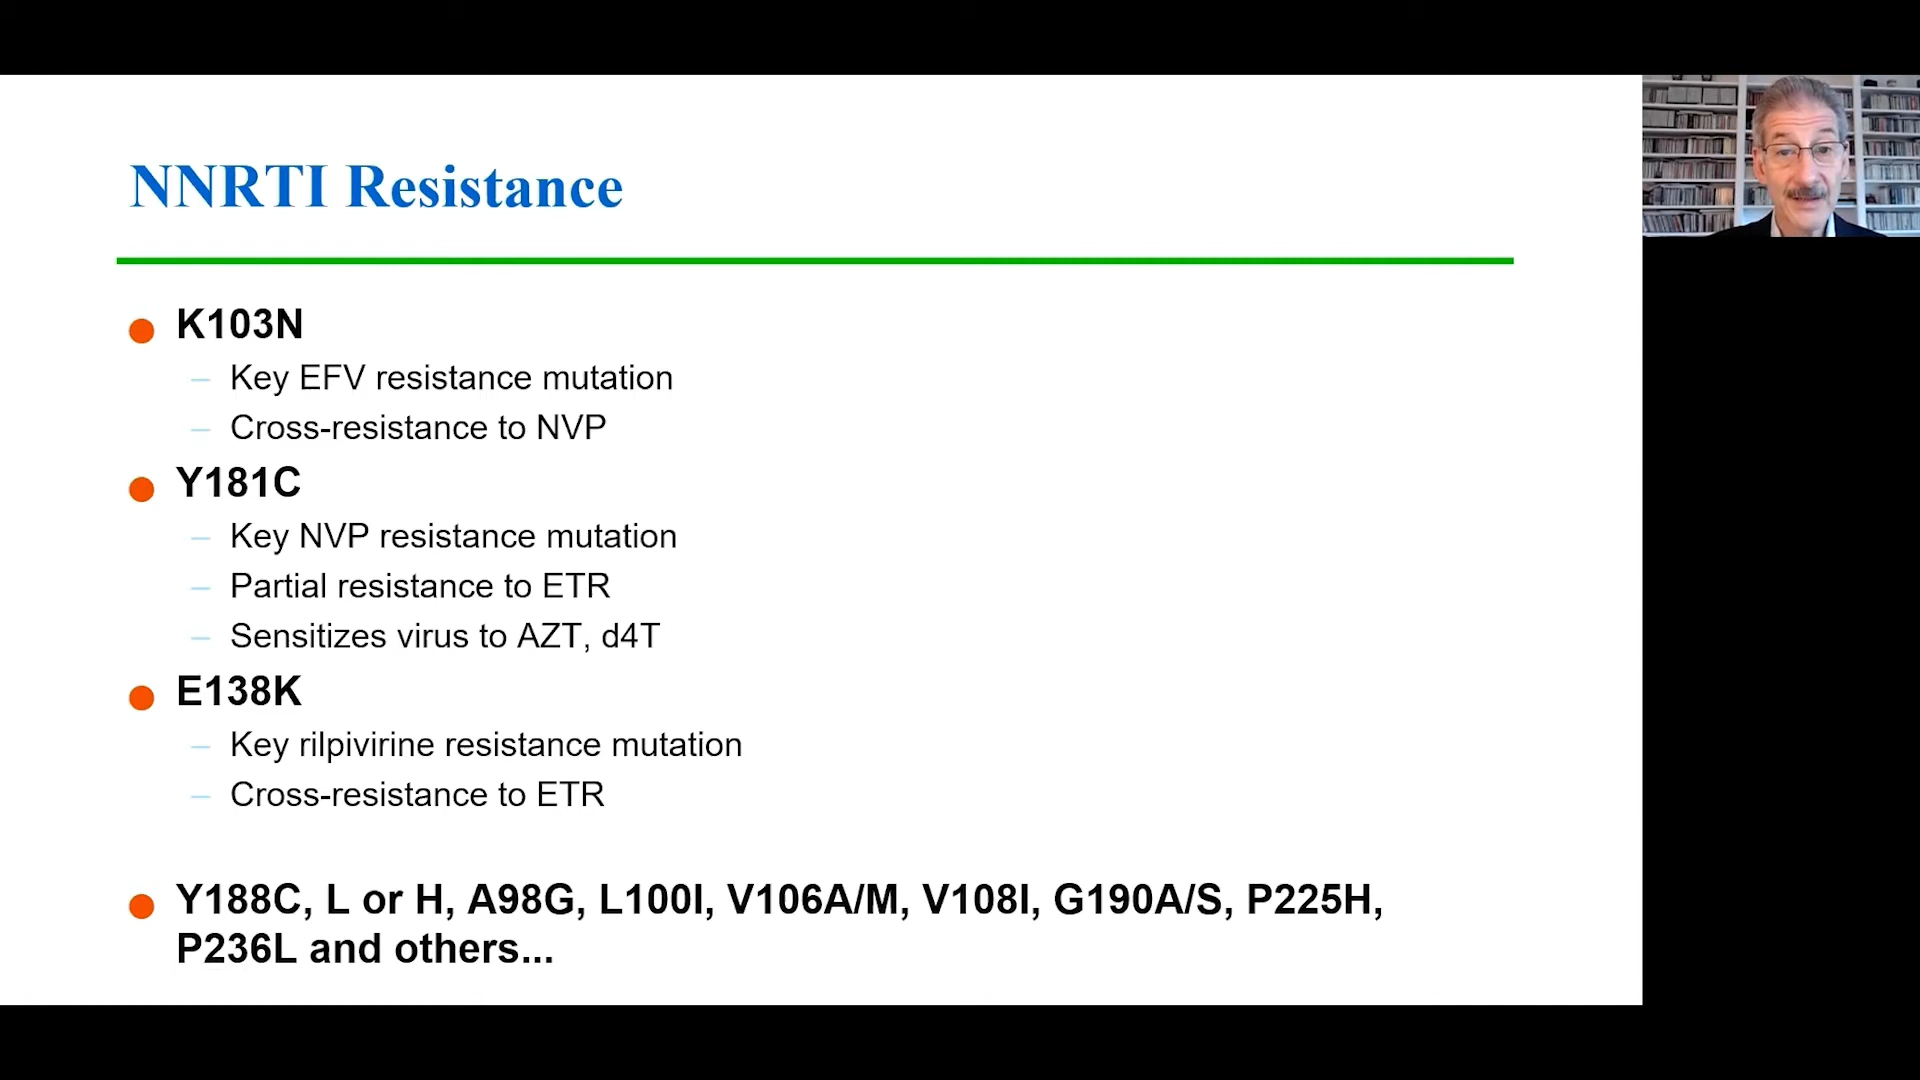 NNRTI Resistance
K103N
– Key EFV resistance mutation
– Cross-resistance to NVP
Y181C
– Key NVP resistance mutation
– Partial resistance to ETR
– Sensitizes virus to AZT, d4T
E138K
– Key rilpivirine resistance mutation
– Cross-resistance to ETR
Y188C, L or H, A98G, L100I, V106A/M, V108I, G190A/S, P225H,
P236L and others...